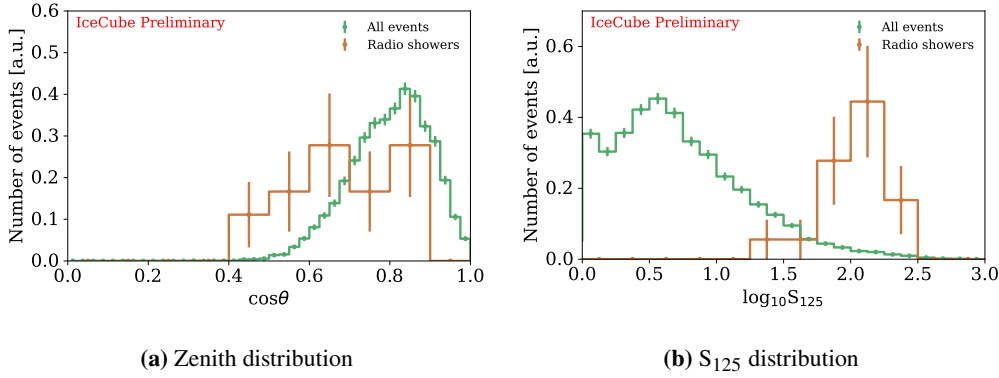 IceCube Preliminary
All events
Radio showers
Number of events [a.u.]
0.6
0.5
0.4
0.3
0.2
0.1
0.0
0.0 0.2 0.4 0.6 0.8 1.0
cosθ
(a) Zenith distribution
IceCube Preliminary
All events
Radio showers
Number of events [a.u.]
0.6
0.4
0.2
0.0
0.0 0.5 1.0 1.5 2.0 2.5 3.0
log₁₀S₁₂₅
(b) S₁₂₅ distribution